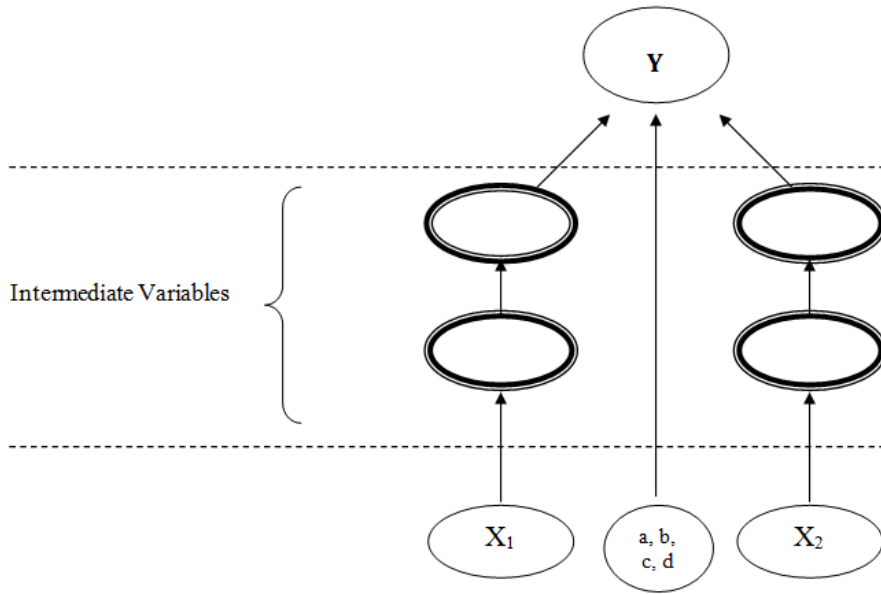 Y
Intermediate Variables
X₁
a, b,
c, d
X₂